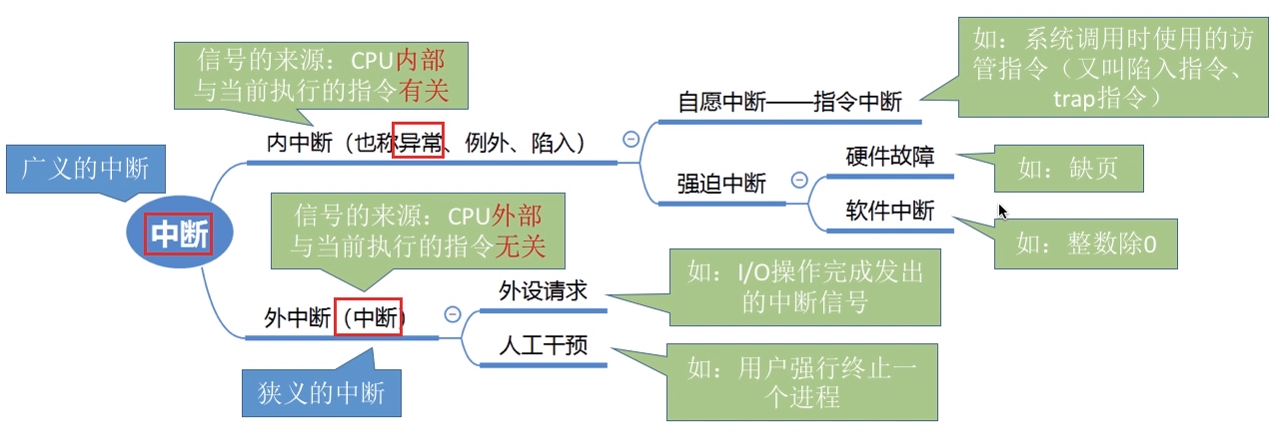 信号的来源：CPU内部
与当前执行的指令有关
如：系统调用时使用的访
管指令（又叫陷入指令、
trap指令）
自愿中断——指令中断
内中断（也称异常、例外、陷入）
广义的中断
硬件故障
如：缺页
强迫中断
软件中断
如：整数除0
中断
信号的来源：CPU外部
与当前执行的指令无关
外设请求
如：I/O操作完成发出
的中断信号
外中断（中断）
人工干预
如：用户强行终止一
个进程
狭义的中断